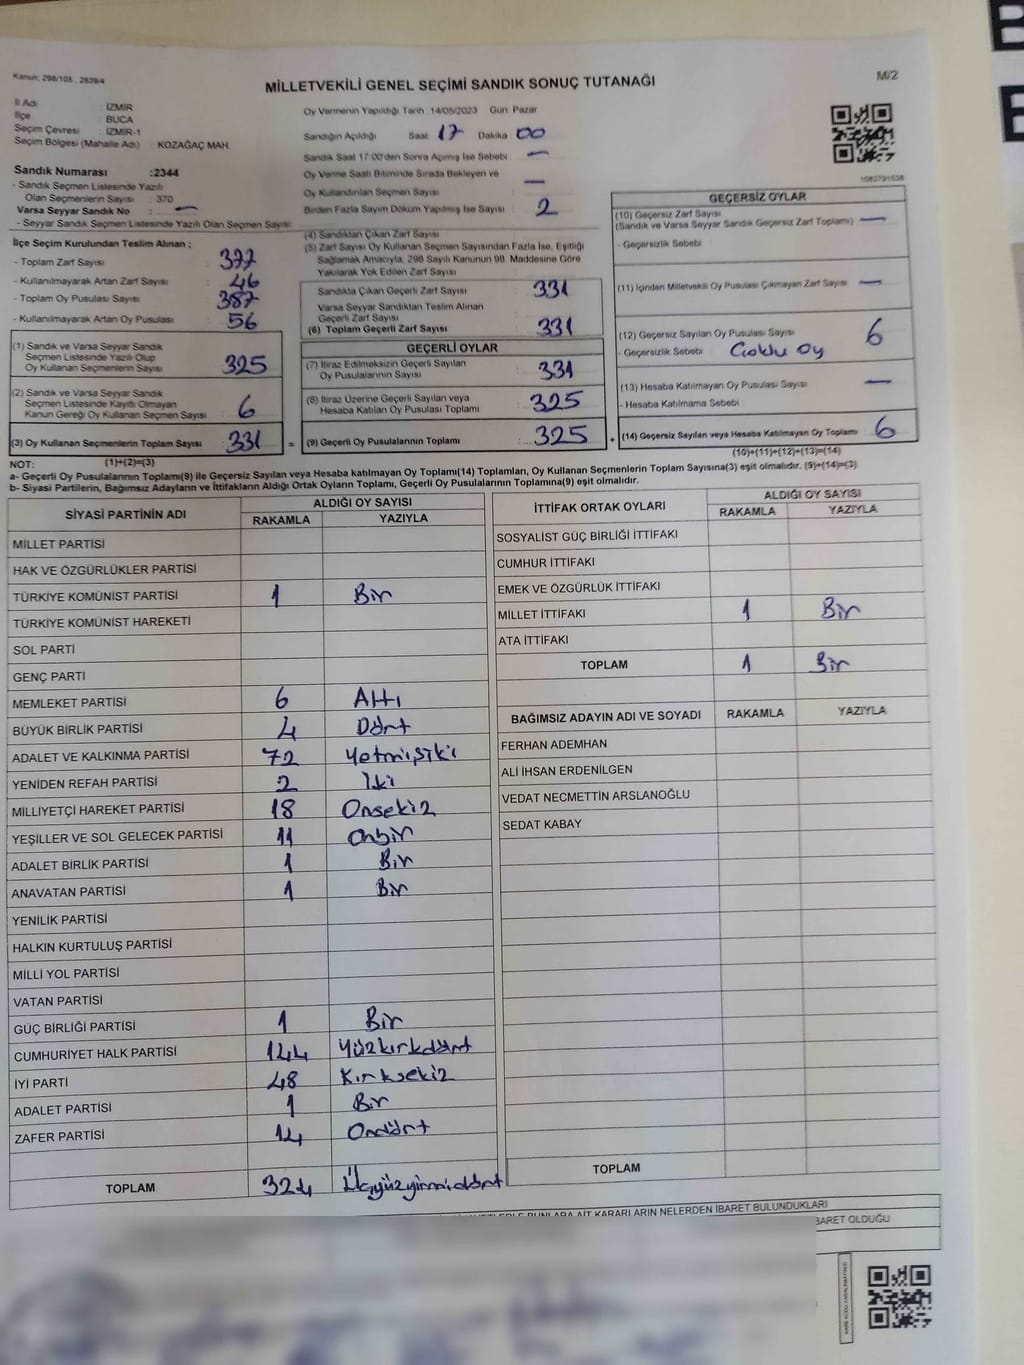 Kanun: 298/105 , 2839/4
MİLLETVEKİLİ GENEL SEÇİMİ SANDIK SONUÇ TUTANAĞI
M/2
İl Adı : İZMİR
İlçe : BUCA
Seçim Çevresi : İZMİR-1
Seçim Bölgesi (Mahalle Adı) : KOZAĞAÇ MAH.
Sandık Numarası :2344
- Sandık Seçmen Listesinde Yazılı
Olan Seçmenlerin Sayısı : 370
Varsa Seyyar Sandık No : —
- Seyyar Sandık Seçmen Listesinde Yazılı Olan Seçmen Sayısı
Oy Vermenin Yapıldığı Tarih :14/05/2023 Gün: Pazar
Sandığın Açıldığı Saat : 17 Dakika 00
Sandık Saat 17:00'den Sonra Açılmış İse Sebebi : —
Oy Verme Saati Bitiminde Sırada Bekleyen ve
Oy Kullandırılan Seçmen Sayısı : —
Birden Fazla Sayım Döküm Yapılmış İse Sayısı : 2
1083791038
İlçe Seçim Kurulundan Teslim Alınan ;
- Toplam Zarf Sayısı : 377
- Kullanılmayarak Artan Zarf Sayısı : 46
- Toplam Oy Pusulası Sayısı : 387
- Kullanılmayarak Artan Oy Pusulası : 56
(1) Sandık ve Varsa Seyyar Sandık
Seçmen Listesinde Yazılı Olup
Oy Kullanan Seçmenlerin Sayısı : 325
(2) Sandık ve Varsa Seyyar Sandık
Seçmen Listesinde Kayıtlı Olmayan
Kanun Gereği Oy Kullanan Seçmen Sayısı : 6
(3) Oy Kullanan Seçmenlerin Toplam Sayısı : 331 =
(1)+(2)=(3)
(4) Sandıktan Çıkan Zarf Sayısı
(5) Zarf Sayısı Oy Kullanan Seçmen Sayısından Fazla İse, Eşitliği
Sağlamak Amacıyla, 298 Sayılı Kanunun 98. Maddesine Göre
Yakılarak Yok Edilen Zarf Sayısı
Sandıkta Çıkan Geçerli Zarf Sayısı : 331
Varsa Seyyar Sandıktan Teslim Alınan
Geçerli Zarf Sayısı
(6) Toplam Geçerli Zarf Sayısı : 331
GEÇERLİ OYLAR
(7) İtiraz Edilmeksizin Geçerli Sayılan
Oy Pusulalarının Sayısı : 331
(8) İtiraz Üzerine Geçerli Sayılan veya
Hesaba Katılan Oy Pusulası Toplamı : 325
(9) Geçerli Oy Pusulalarının Toplamı : 325 +
GEÇERSİZ OYLAR
(10) Geçersiz Zarf Sayısı
(Sandık ve Varsa Seyyar Sandık Geçersiz Zarf Toplamı) : —
- Geçersizlik Sebebi :
(11) İçinden Milletvekili Oy Pusulası Çıkmayan Zarf Sayısı : —
(12) Geçersiz Sayılan Oy Pusulası Sayısı : 6
- Geçersizlik Sebebi : Çoklu Oy
(13) Hesaba Katılmayan Oy Pusulası Sayısı : —
- Hesaba Katılmama Sebebi :
(14) Geçersiz Sayılan veya Hesaba Katılmayan Oy Toplamı : 6
(10)+(11)+(12)+(13)=(14)
NOT:
a- Geçerli Oy Pusulalarının Toplamı(9) ile Geçersiz Sayılan veya Hesaba katılmayan Oy Toplamı(14) Toplamları, Oy Kullanan Seçmenlerin Toplam Sayısına(3) eşit olmalıdır. (9)+(14)=(3)
b- Siyasi Partilerin, Bağımsız Adayların ve İttifakların Aldığı Ortak Oyların Toplamı, Geçerli Oy Pusulalarının Toplamına(9) eşit olmalıdır.
SİYASİ PARTİNİN ADI ALDIĞI OY SAYISI
RAKAMLA YAZIYLA
MİLLET PARTİSİ
HAK VE ÖZGÜRLÜKLER PARTİSİ
TÜRKİYE KOMÜNİST PARTİSİ 1 Bir
TÜRKİYE KOMÜNİST HAREKETİ
SOL PARTİ
GENÇ PARTİ
MEMLEKET PARTİSİ 6 Altı
BÜYÜK BİRLİK PARTİSİ 4 Dört
ADALET VE KALKINMA PARTİSİ 72 Yetmişiki
YENİDEN REFAH PARTİSİ 2 İki
MİLLİYETÇİ HAREKET PARTİSİ 18 Onsekiz
YEŞİLLER VE SOL GELECEK PARTİSİ 11 Onbir
ADALET BİRLİK PARTİSİ 1 Bir
ANAVATAN PARTİSİ 1 Bir
YENİLİK PARTİSİ
HALKIN KURTULUŞ PARTİSİ
MİLLİ YOL PARTİSİ
VATAN PARTİSİ
GÜÇ BİRLİĞİ PARTİSİ 1 Bir
CUMHURİYET HALK PARTİSİ 144 Yüzkırkdört
İYİ PARTİ 48 Kırksekiz
ADALET PARTİSİ 1 Bir
ZAFER PARTİSİ 14 Ondört
TOPLAM 324 Üçyüzyirmidört
İTTİFAK ORTAK OYLARI ALDIĞI OY SAYISI
RAKAMLA YAZIYLA
SOSYALİST GÜÇ BİRLİĞİ İTTİFAKI
CUMHUR İTTİFAKI
EMEK VE ÖZGÜRLÜK İTTİFAKI
MİLLET İTTİFAKI 1 Bir
ATA İTTİFAKI
TOPLAM 1 Bir
BAĞIMSIZ ADAYIN ADI VE SOYADI RAKAMLA YAZIYLA
FERHAN ADEMHAN
ALİ İHSAN ERDENİLGEN
VEDAT NECMETTİN ARSLANOĞLU
SEDAT KABAY
TOPLAM
BUNLARA AİT KARARLARIN NELERDEN İBARET BULUNDUKLARI
BARET OLDUĞU